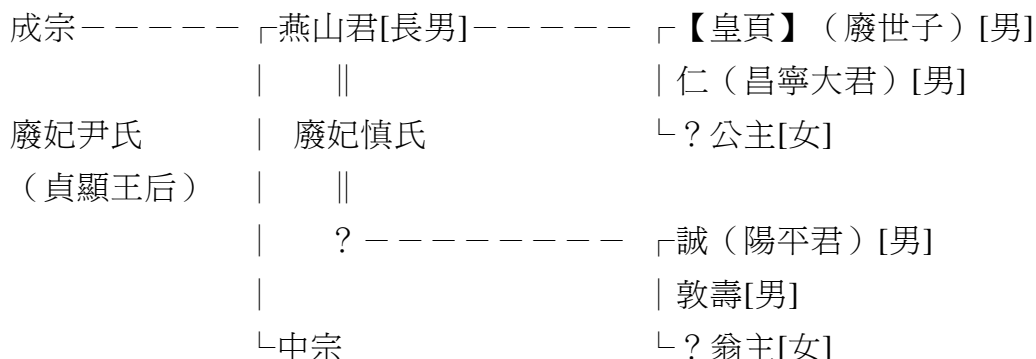 成宗－－－－－┌燕山君[長男]－－－－－ ┌【皇頁】（廢世子）[男]
｜ ∥ ｜仁（昌寧大君）[男]
廢妃尹氏 ｜ 廢妃慎氏 └？公主[女]
（貞顯王后） ｜ ∥
｜ ？－－－－－－－－ ┌誠（陽平君）[男]
｜ ｜敦壽[男]
└中宗 └？翁主[女]